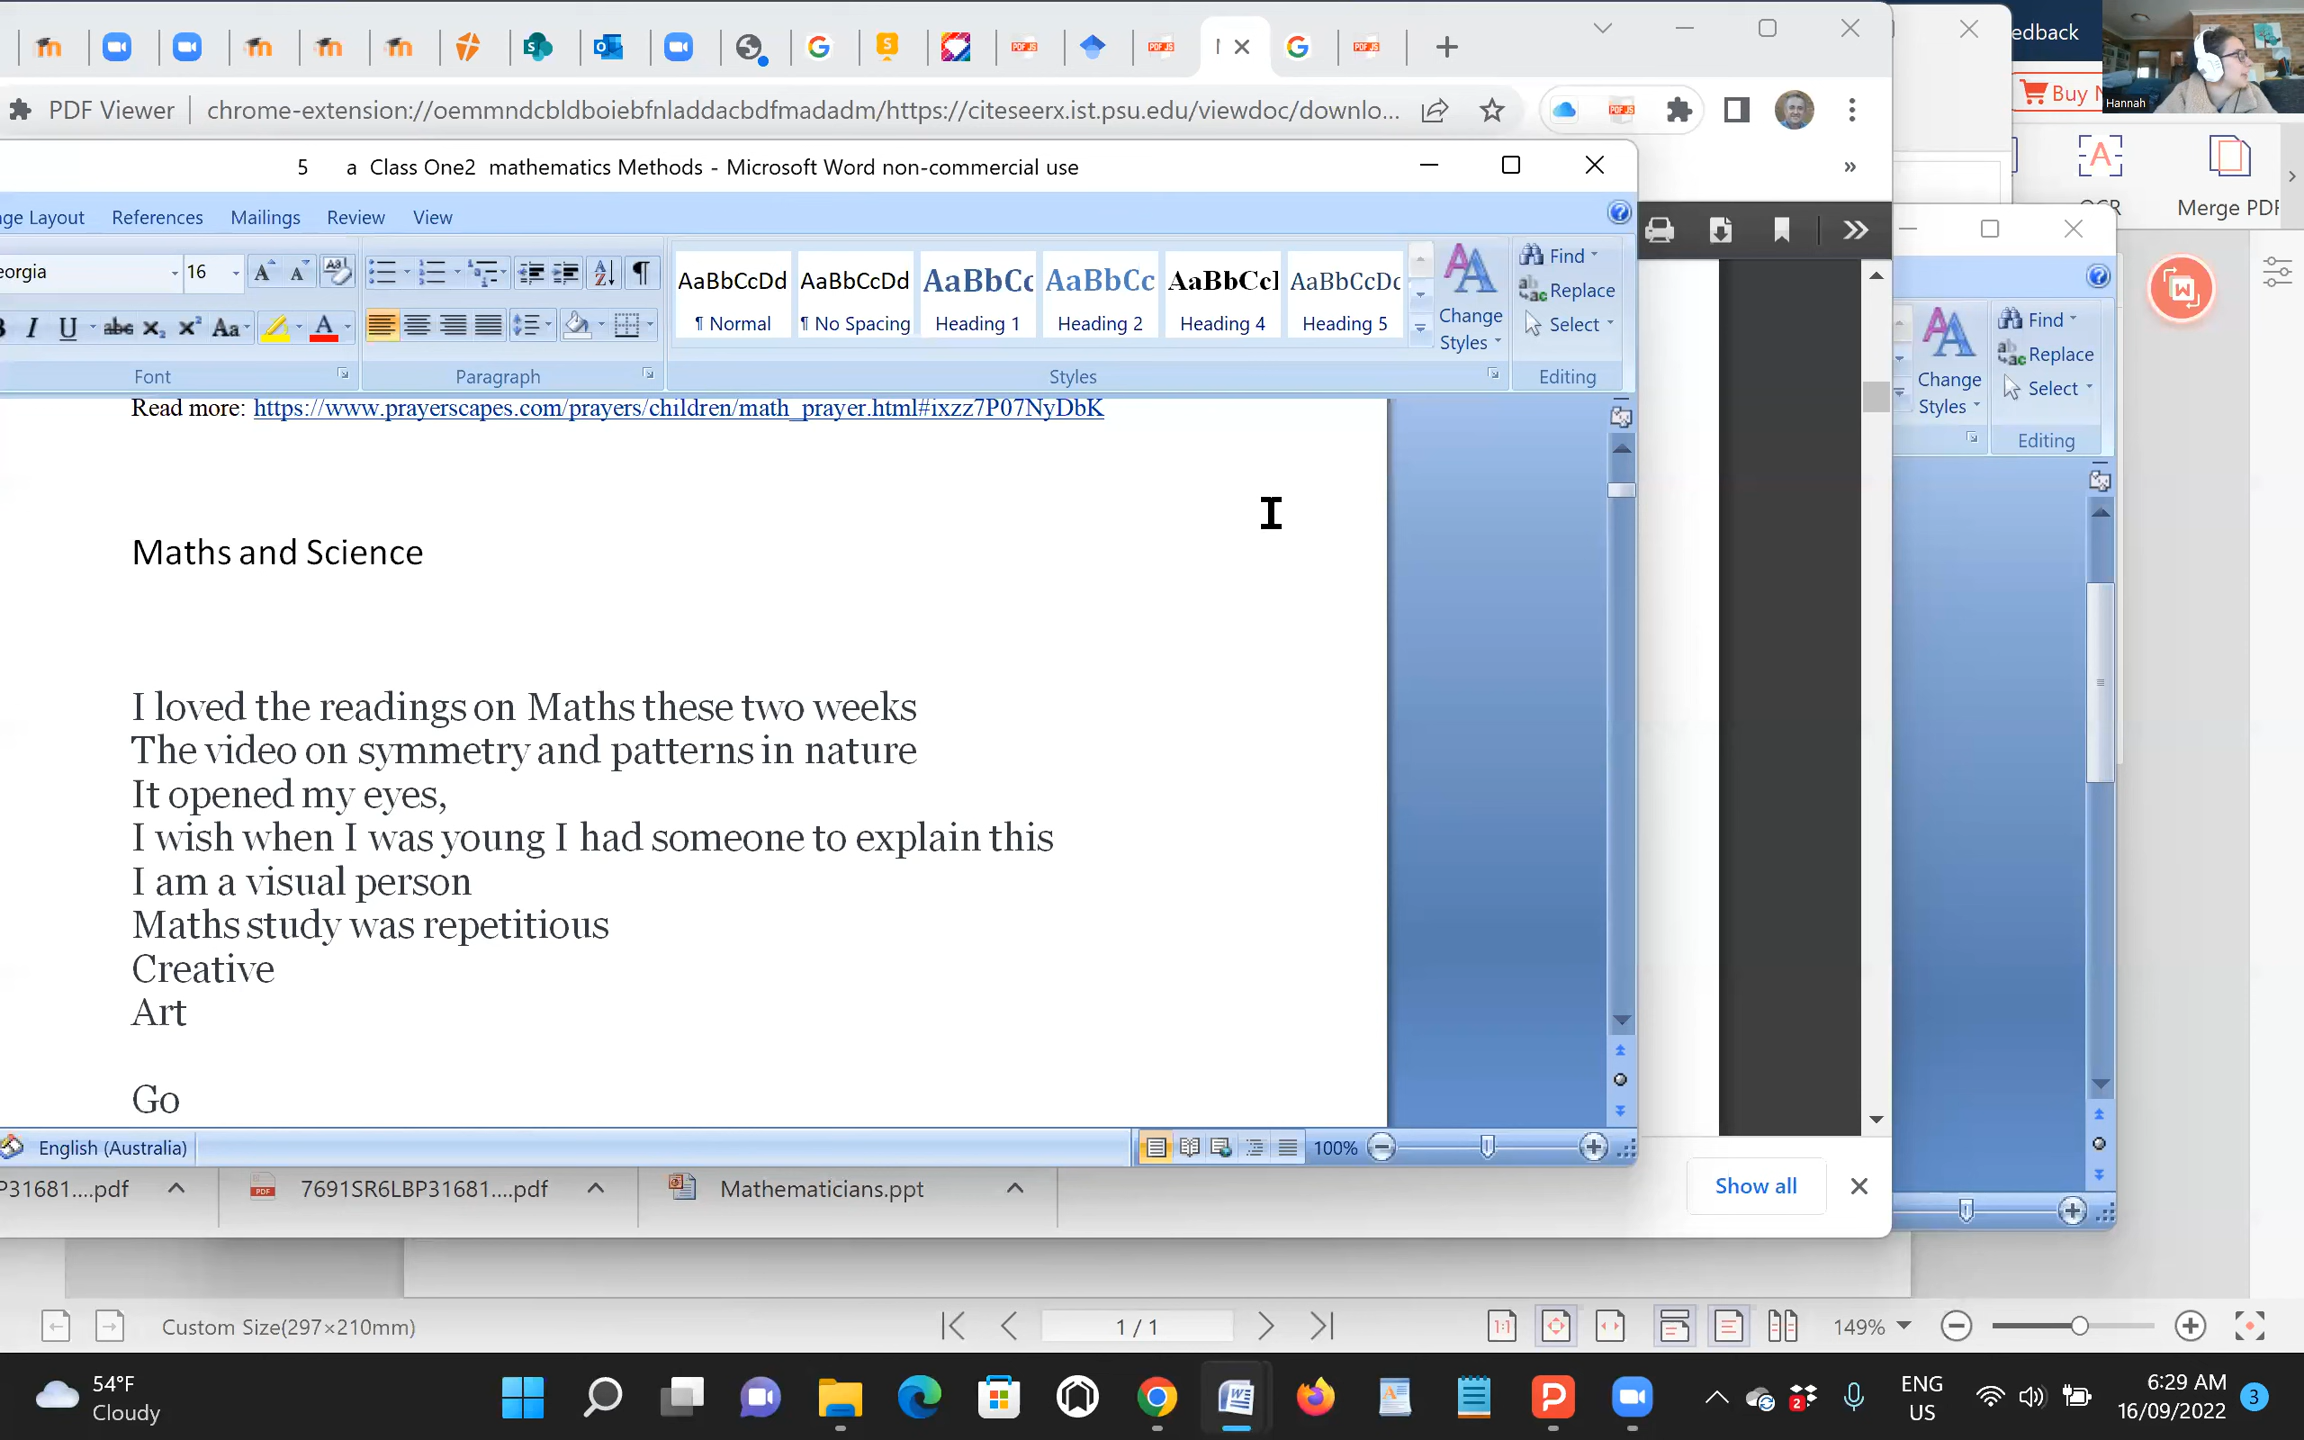 edback
Buy
Hannah
PDF Viewer
chrome-extension://oemmndcbldboiebfnladdacbdfmadadm/https://citeseerx.ist.psu.edu/viewdoc/downlo...
OCR
Merge PDF
5 a Class One2 mathematics Methods - Microsoft Word non-commercial use
ge Layout References Mailings Review View
eorgia 16
AaBbCcDd AaBbCcDd AaBbCc AaBbCc AaBbCcI AaBbCcDc
¶ Normal ¶ No Spacing Heading 1 Heading 2 Heading 4 Heading 5
Change Styles
Find
Replace
Select
Font Paragraph Styles Editing
Change Styles
Find
Replace
Select
Editing
Read more: https://www.prayerscapes.com/prayers/children/math_prayer.html#ixzz7P07NyDbK
Maths and Science
I loved the readings on Maths these two weeks
The video on symmetry and patterns in nature
It opened my eyes,
I wish when I was young I had someone to explain this
I am a visual person
Maths study was repetitious
Creative
Art
Go
English (Australia)
100%
P31681....pdf
7691SR6LBP31681....pdf
Mathematicians.ppt
Show all
Custom Size(297×210mm)
1 / 1
149%
54°F
Cloudy
ENG
US
6:29 AM
16/09/2022
3